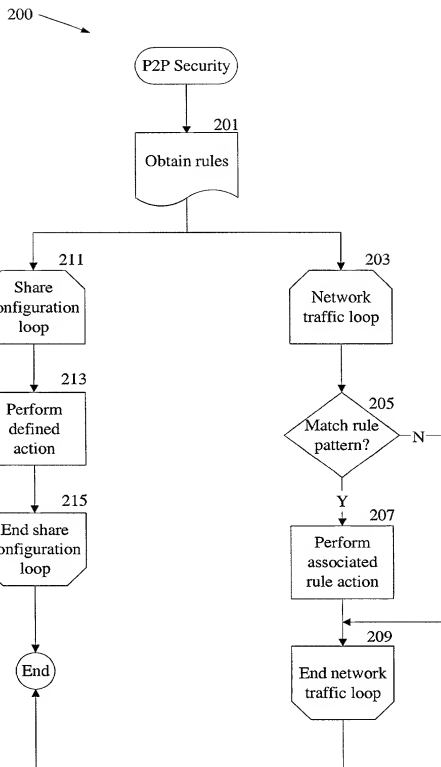 200
P2P Security
201
Obtain rules
211
Share
onfiguration
loop
203
Network
traffic loop
213
Perform
defined
action
205
Match rule
pattern?
N
Y
215
End share
onfiguration
loop
207
Perform
associated
rule action
209
End network
traffic loop
End